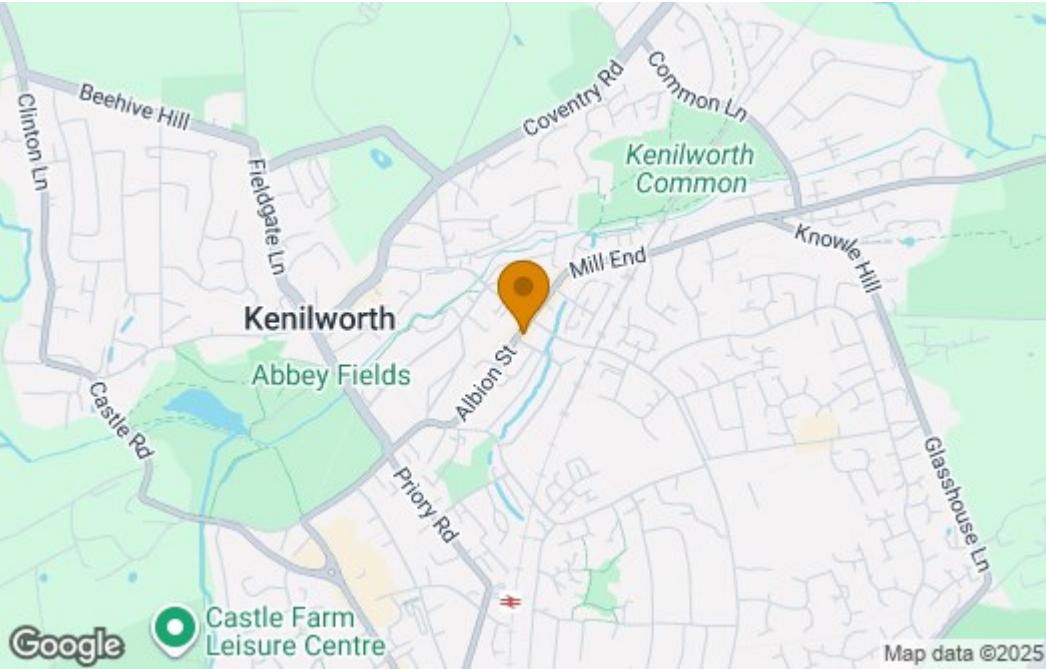 Coventry Rd
Common Ln
Beehive Hill
Clinton Ln
Kenilworth
Common
Fieldgate Ln
Knowle Hill
Mill End
Kenilworth
Abbey Fields
Albion St
Castle Rd
Glasshouse Ln
Priory Rd
Castle Farm
Leisure Centre
Google
Map data ©2025